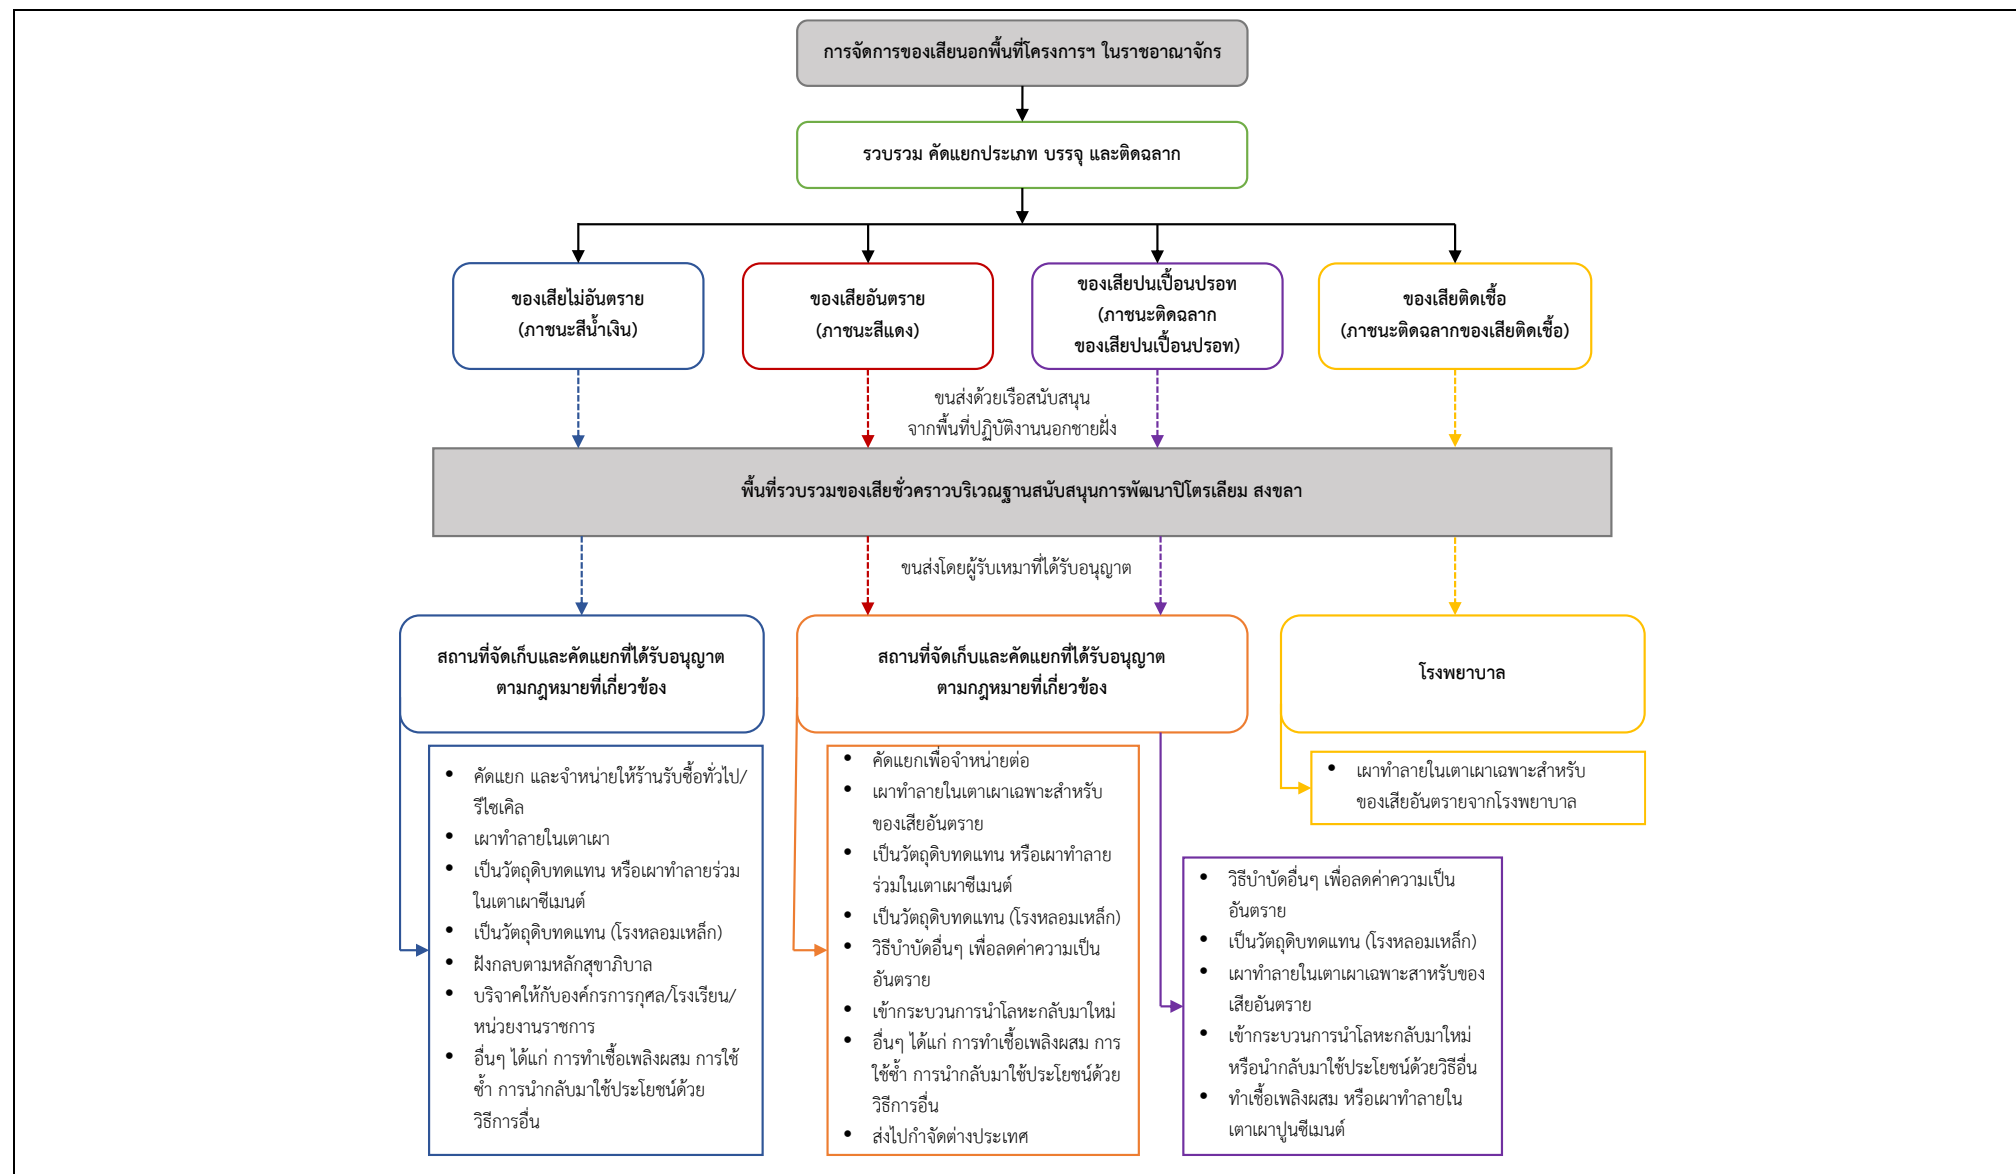 การจัดการของเสียนอกพื้นที่โครงการฯ ในราชอาณาจักร
รวบรวม คัดแยกประเภท บรรจุ และติดฉลาก
ของเสียไม่อันตราย
(ภาชนะสีน้ำเงิน)
ของเสียอันตราย
(ภาชนะสีแดง)
ของเสียปนเปื้อนปรอท
(ภาชนะติดฉลาก
ของเสียปนเปื้อนปรอท)
ของเสียติดเชื้อ
(ภาชนะติดฉลากของเสียติดเชื้อ)
ขนส่งด้วยเรือสนับสนุน
จากพื้นที่ปฏิบัติงานนอกชายฝั่ง
พื้นที่รวบรวมของเสียชั่วคราวบริเวณฐานสนับสนุนการพัฒนาปิโตรเลียม สงขลา
ขนส่งโดยผู้รับเหมาที่ได้รับอนุญาต
สถานที่จัดเก็บและคัดแยกที่ได้รับอนุญาต
ตามกฎหมายที่เกี่ยวข้อง
สถานที่จัดเก็บและคัดแยกที่ได้รับอนุญาต
ตามกฎหมายที่เกี่ยวข้อง
โรงพยาบาล
• คัดแยก และจำหน่ายให้ร้านรับซื้อทั่วไป/
รีไซเคิล
• เผาทำลายในเตาเผา
• เป็นวัตถุดิบทดแทน หรือเผาทำลายร่วม
ในเตาเผาซีเมนต์
• เป็นวัตถุดิบทดแทน (โรงหลอมเหล็ก)
• ฝังกลบตามหลักสุขาภิบาล
• บริจาคให้กับองค์กรการกุศล/โรงเรียน/
หน่วยงานราชการ
• อื่นๆ ได้แก่ การทำเชื้อเพลิงผสม การใช้
ซ้ำ การนำกลับมาใช้ประโยชน์ด้วย
วิธีการอื่น
• คัดแยกเพื่อจำหน่ายต่อ
• เผาทำลายในเตาเผาเฉพาะสำหรับ
ของเสียอันตราย
• เป็นวัตถุดิบทดแทน หรือเผาทำลาย
ร่วมในเตาเผาซีเมนต์
• เป็นวัตถุดิบทดแทน (โรงหลอมเหล็ก)
• วิธีบำบัดอื่นๆ เพื่อลดค่าความเป็น
อันตราย
• เข้ากระบวนการนำโลหะกลับมาใหม่
• อื่นๆ ได้แก่ การทำเชื้อเพลิงผสม การ
ใช้ซ้ำ การนำกลับมาใช้ประโยชน์ด้วย
วิธีการอื่น
• ส่งไปกำจัดต่างประเทศ
• เผาทำลายในเตาเผาเฉพาะสำหรับ
ของเสียอันตรายจากโรงพยาบาล
• วิธีบำบัดอื่นๆ เพื่อลดค่าความเป็น
อันตราย
• เป็นวัตถุดิบทดแทน (โรงหลอมเหล็ก)
• เผาทำลายในเตาเผาเฉพาะสาหรับของ
เสียอันตราย
• เข้ากระบวนการนำโลหะกลับมาใหม่
หรือนำกลับมาใช้ประโยชน์ด้วยวิธีอื่น
• ทำเชื้อเพลิงผสม หรือเผาทำลายใน
เตาเผาปูนซีเมนต์